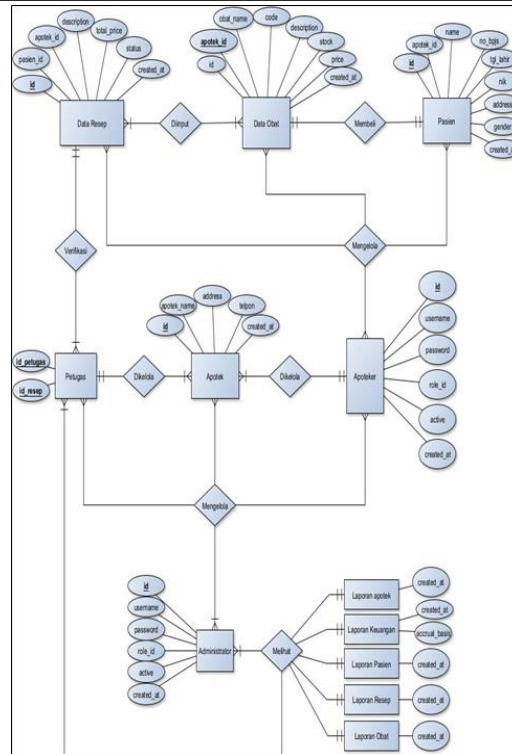 description
total_price
apotek_id
status
pasien_id
created_at
id
Data Resep
Diinput
code
obat_name
description
apotek_id
stock
id
price
created_at
Data Obat
Membeli
name
apotek_id
no_bpjs
id
tgl_lahir
nik
address
gender
created_a
Pasien
Verifikasi
Mengelola
address
apotek_name
telpon
id
created_at
id_petugas
id_resep
Petugas
Dikelola
Apotek
Dikelola
Apoteker
id
username
password
role_id
active
created_at
Mengelola
id
username
password
role_id
active
created_at
Administrator
Melihat
Laporan apotek
created_at
Laporan Keuangan
created_at
accrual_basis
Laporan Pasien
created_at
Laporan Resep
created_at
Laporan Obat
created_at